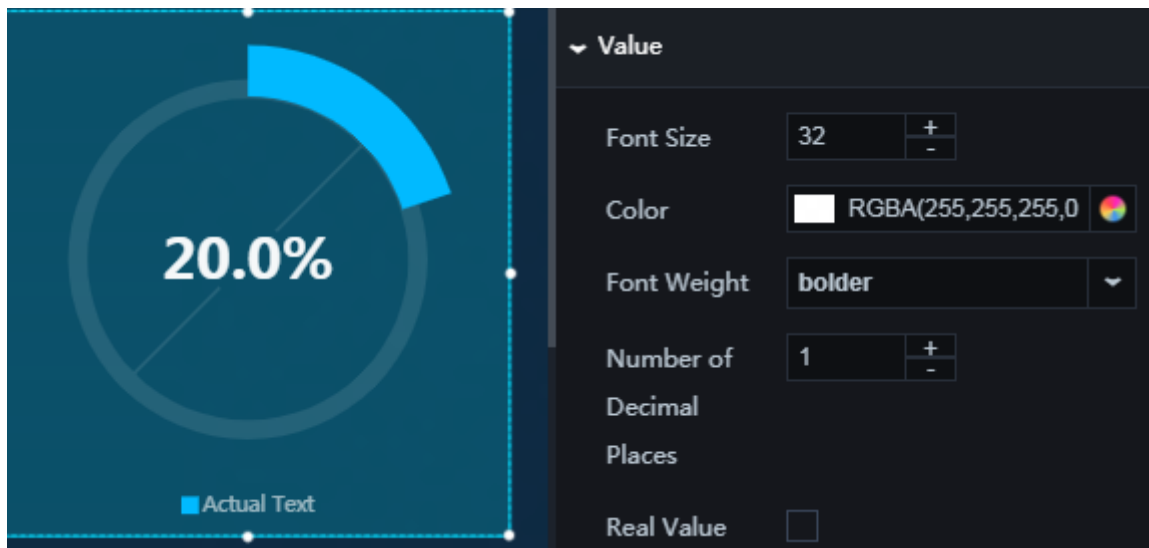 20.0%
Actual Text
Value
Font Size 32 + -
Color RGBA(255,255,255,0
Font Weight bolder
Number of Decimal Places 1 + -
Real Value